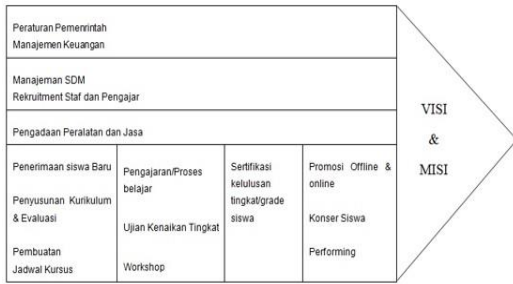 Peraturan Pemenrintah
Manajemen Keuangan
Manajeman SDM
Rekruitment Staf dan Pengajar
Pengadaan Peralatan dan Jasa
Penerimaan siswa Baru
Penyusunan Kurikulum
& Evaluasi
Pembuatan
Jadwal Kursus
Pengajaran/Proses
belajar
Ujian Kenaikan Tingkat
Workshop
Sertifikasi
kelulusan
tingkat/grade
siswa
Promosi Offline &
online
Konser Siswa
Performing
VISI
&
MISI